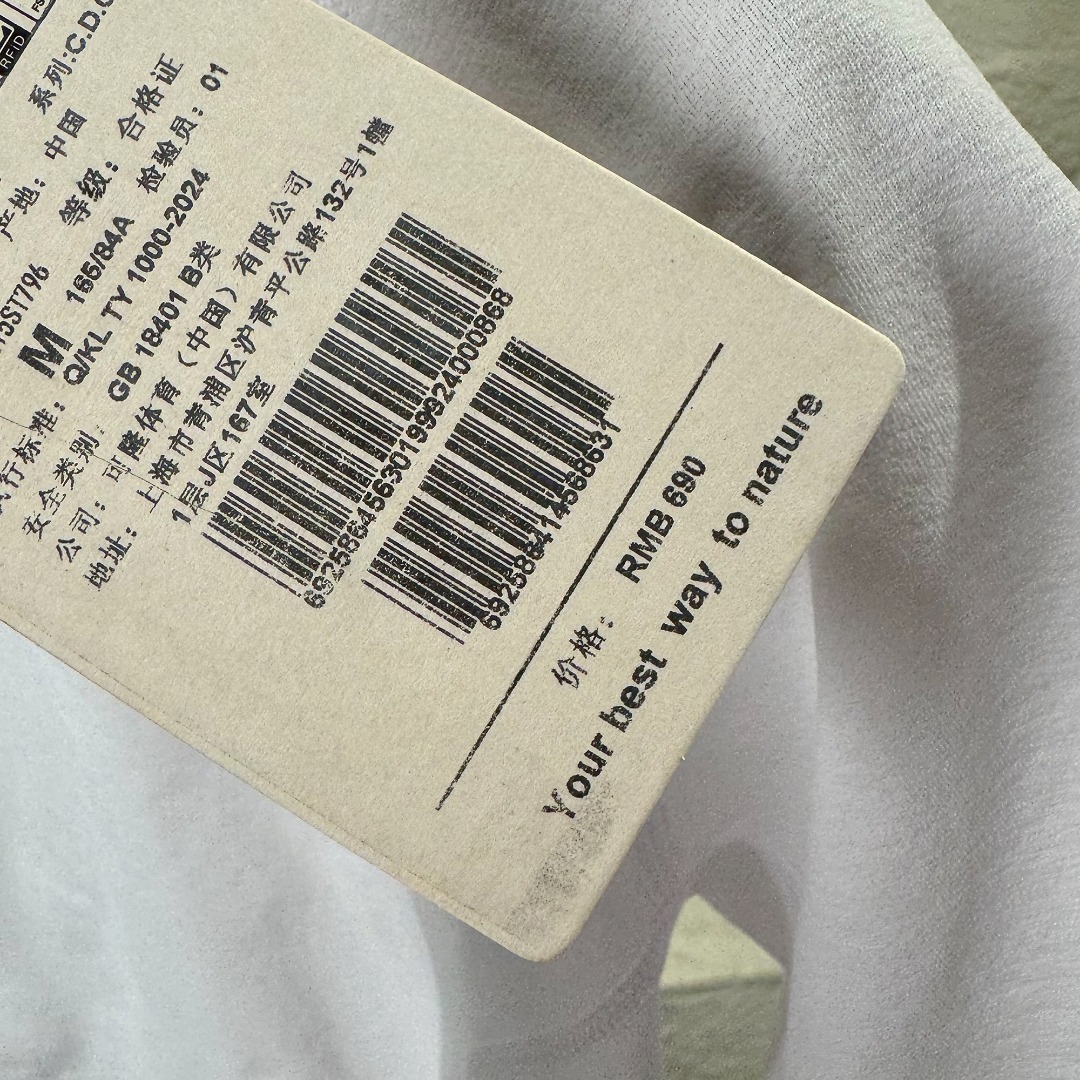 FS
RFID
系列:C.D.C
产地: 中国
等级: 合格证
检验员: 01
M 165/84A
执行标准: Q/KL TY 1000-2024
安全类别: GB 18401 B类
公司: 可隆体育（中国）有限公司
地址: 上海市青浦区沪青平公路132号1幢
1层J区167室
价格: RMB 690
Your best way to nature